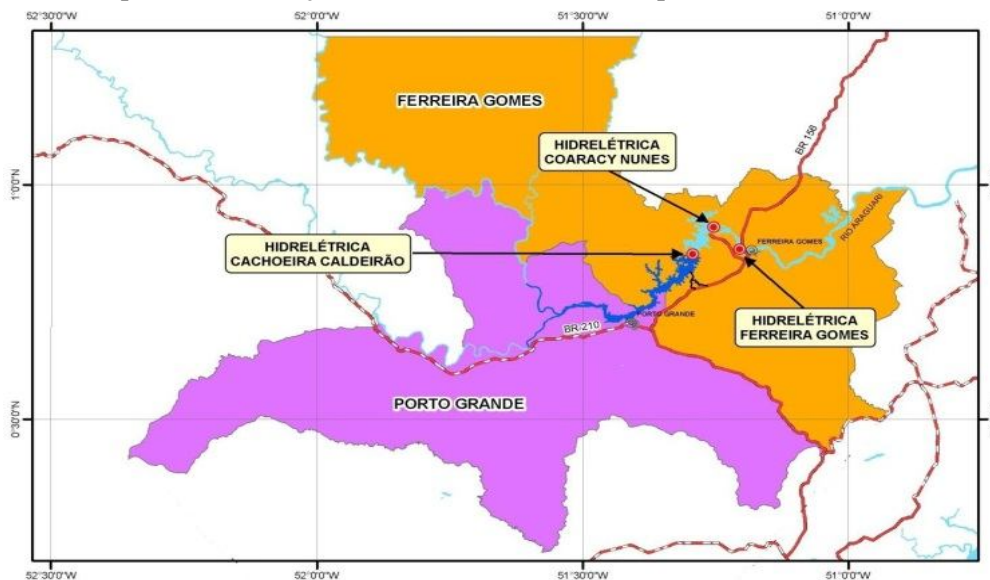 52°30'0"W
52°0'0"W
51°30'0"W
51°0'0"W
FERREIRA GOMES
HIDRELÉTRICA
COARACY NUNES
BR 156
1°0'0"N
RIO ARAGUARI
HIDRELÉTRICA
CACHOEIRA CALDEIRÃO
FERREIRA GOMES
PORTO GRANDE
BR 210
HIDRELÉTRICA
FERREIRA GOMES
PORTO GRANDE
0°30'0"N
52°30'0"W
52°0'0"W
51°30'0"W
51°0'0"W